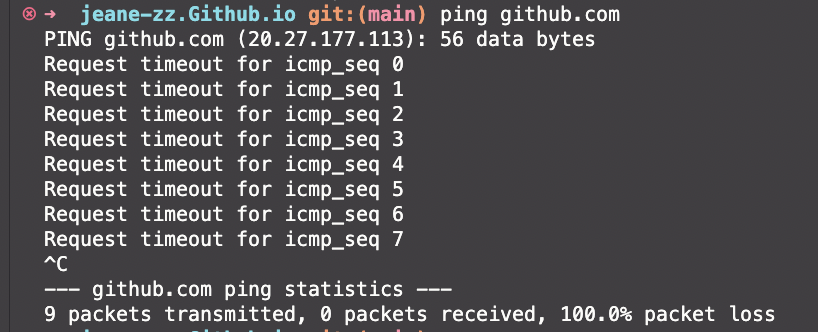 ➜ jeane-zz.Github.io git:(main) ping github.com
PING github.com (20.27.177.113): 56 data bytes
Request timeout for icmp_seq 0
Request timeout for icmp_seq 1
Request timeout for icmp_seq 2
Request timeout for icmp_seq 3
Request timeout for icmp_seq 4
Request timeout for icmp_seq 5
Request timeout for icmp_seq 6
Request timeout for icmp_seq 7
^C
--- github.com ping statistics ---
9 packets transmitted, 0 packets received, 100.0% packet loss